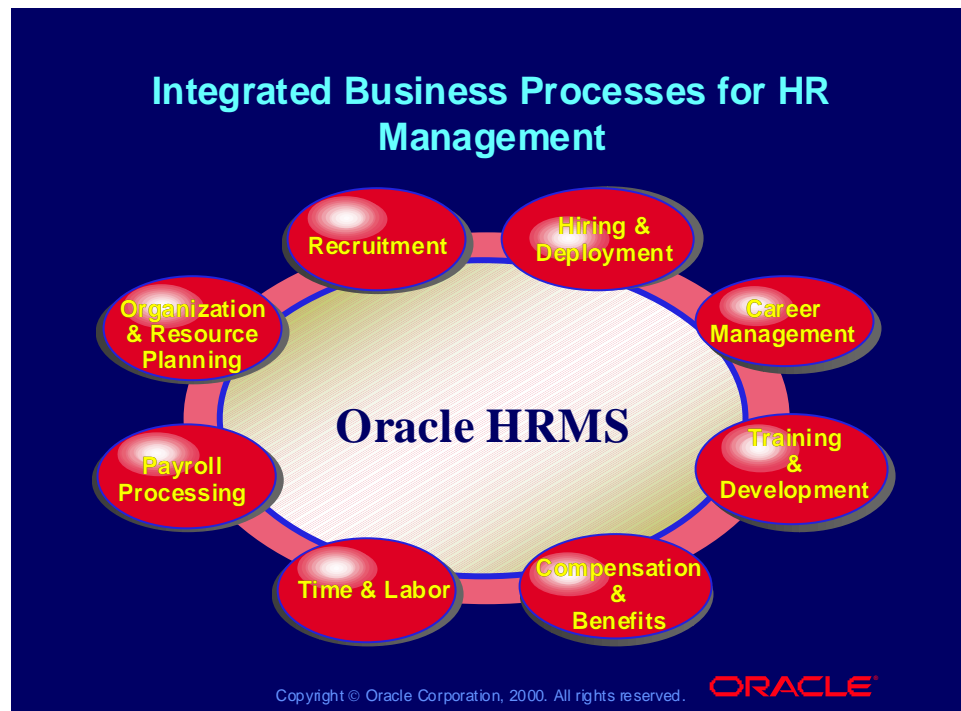 Integrated Business Processes for HR
Management
Recruitment
Hiring &
Deployment
Organization
& Resource
Planning
Career
Management
Oracle HRMS
Payroll
Processing
Training
&
Development
Time & Labor
Compensation
&
Benefits
Copyright © Oracle Corporation, 2000. All rights reserved.
ORACLE®